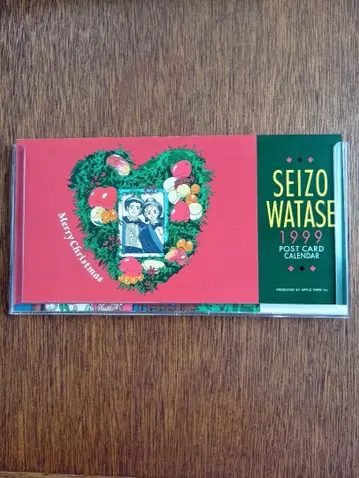 Merry Christmas
SEIZO
WATASE
1999
POST CARD
CALENDAR
PRODUCED BY APPLE FARM Inc.